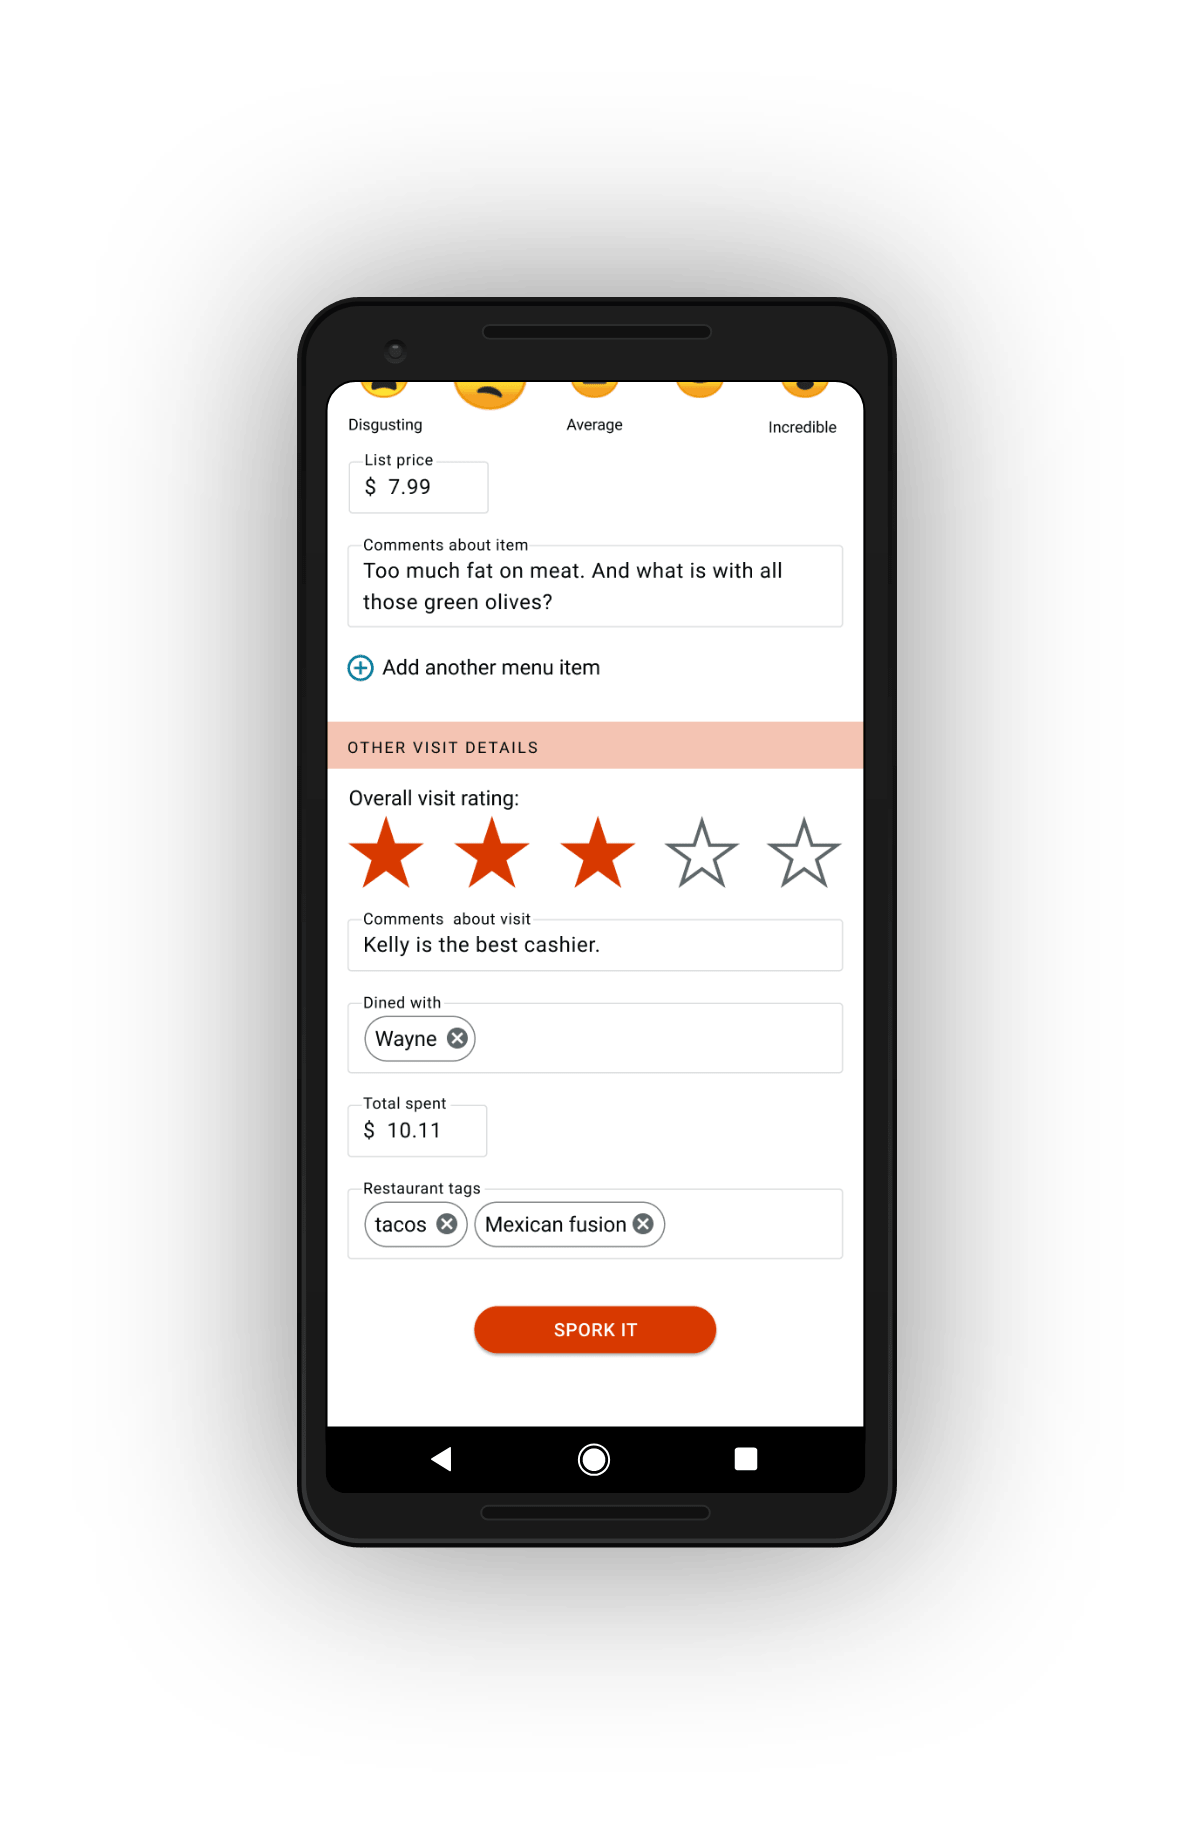 Disgusting Average Incredible
List price
$ 7.99
Comments about item
Too much fat on meat. And what is with all
those green olives?
Add another menu item
OTHER VISIT DETAILS
Overall visit rating:
Comments about visit
Kelly is the best cashier.
Dined with
Wayne
Total spent
$ 10.11
Restaurant tags
tacos Mexican fusion
SPORK IT